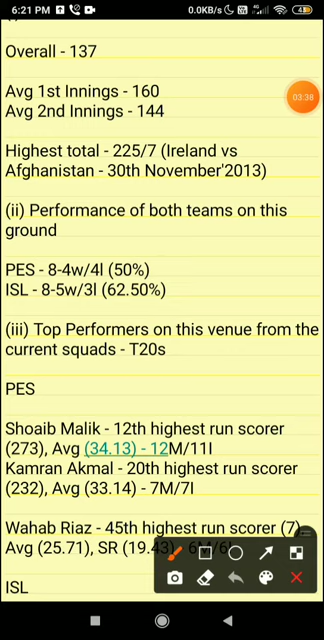 6:21 PM
0.0KB/s
4G
43
Overall - 137
03:38
Avg 1st Innings - 160
Avg 2nd Innings - 144
Highest total - 225/7 (Ireland vs
Afghanistan - 30th November'2013)
(ii) Performance of both teams on this
ground
PES - 8-4w/4l (50%)
ISL - 8-5w/3l (62.50%)
(iii) Top Performers on this venue from the
current squads - T20s
PES
Shoaib Malik - 12th highest run scorer
(273), Avg (34.13) - 12M/11I
Kamran Akmal - 20th highest run scorer
(232), Avg (33.14) - 7M/7I
Wahab Riaz - 45th highest run scorer (7)
Avg (25.71), SR (19.43) - 6M/6I
ISL